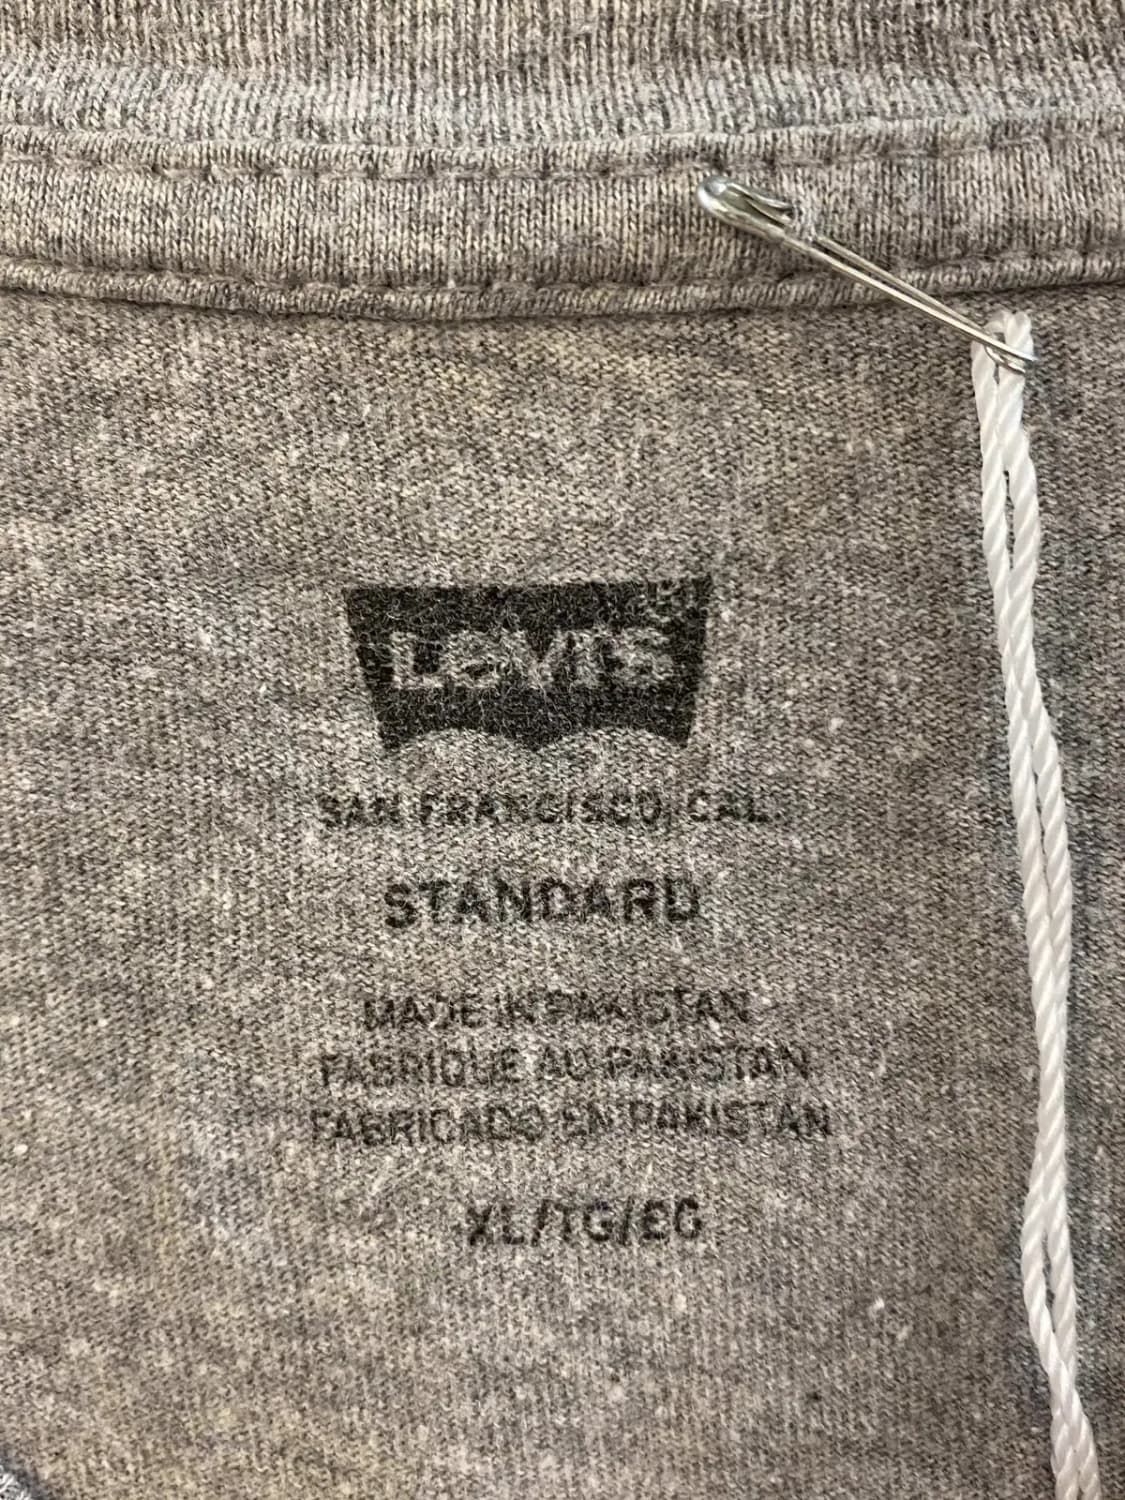 LEVI'S
SAN FRANCISCO, CAL.
STANDARD
MADE IN PAKISTAN
FABRIQUE AU PAKISTAN
FABRICADO EN PAKISTAN
XL/TG/EG